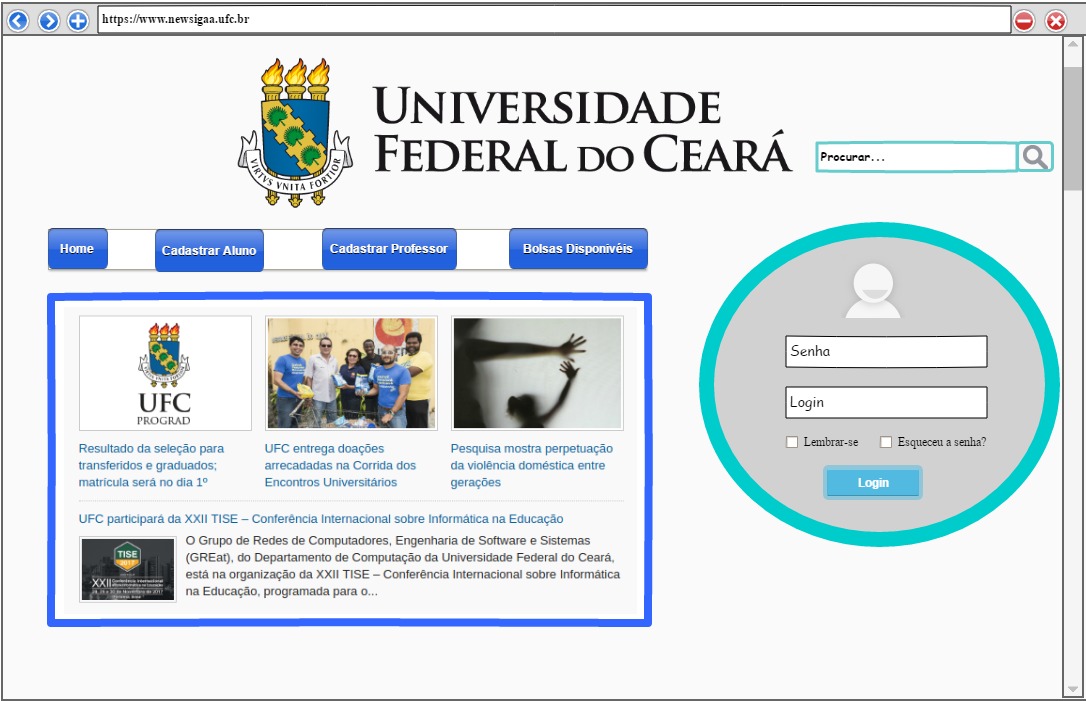 https://www.newsigaa.ufc.br
VIRTVS VNITA FORTIOR
UNIVERSIDADE
FEDERAL DO CEARÁ
Procurar...
Home
Cadastrar Aluno
Cadastrar Professor
Bolsas Disponivéis
UFC
PROGRAD
Resultado da seleção para
transferidos e graduados;
matrícula será no dia 1º
UFC entrega doações
arrecadadas na Corrida dos
Encontros Universitários
Pesquisa mostra perpetuação
da violência doméstica entre
gerações
UFC participará da XXII TISE – Conferência Internacional sobre Informática na Educação
TISE
2017
XXII
O Grupo de Redes de Computadores, Engenharia de Software e Sistemas
(GREat), do Departamento de Computação da Universidade Federal do Ceará,
está na organização da XXII TISE – Conferência Internacional sobre Informática
na Educação, programada para o...
Senha
Login
Lembrar-se
Esqueceu a senha?
Login